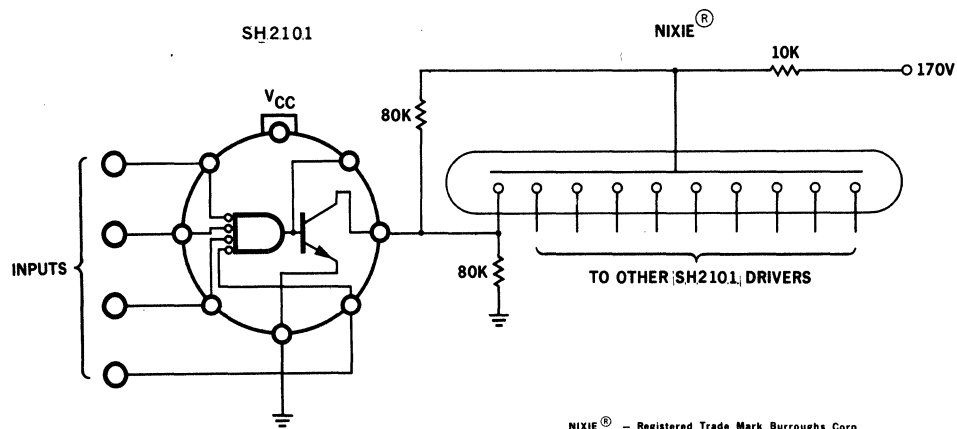 SH2101
NIXIE®
10K
170V
VCC
80K
INPUTS
80K
TO OTHER SH2101 DRIVERS
NIXIE® – Registered Trade Mark Burroughs Corp